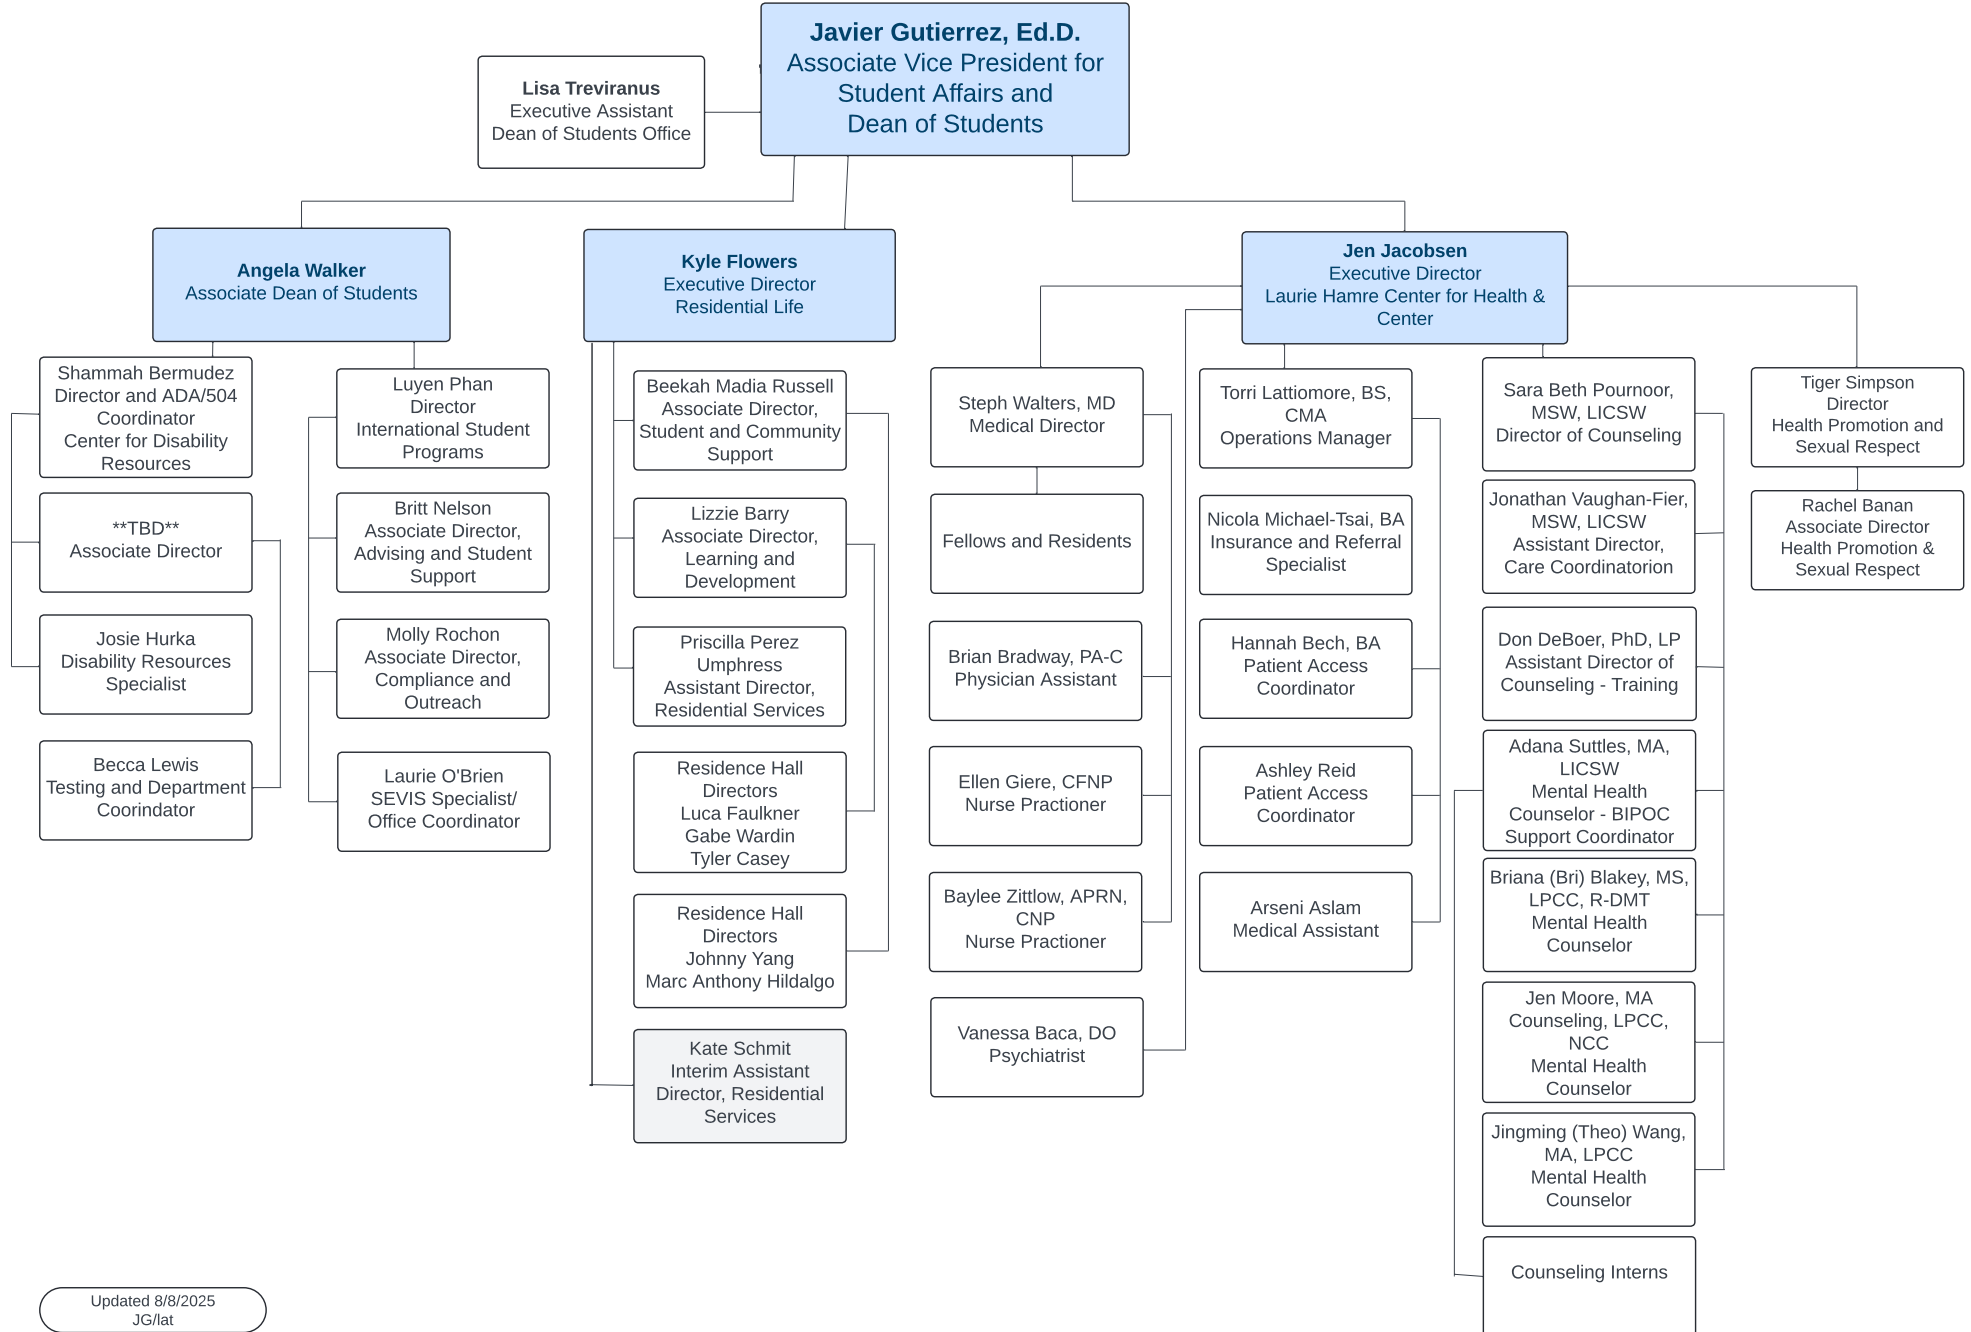 Javier Gutierrez, Ed.D.
Associate Vice President for
Student Affairs and
Dean of Students
Lisa Treviranus
Executive Assistant
Dean of Students Office
Angela Walker
Associate Dean of Students
Kyle Flowers
Executive Director
Residential Life
Jen Jacobsen
Executive Director
Laurie Hamre Center for Health &
Center
Shammah Bermudez
Director and ADA/504
Coordinator
Center for Disability
Resources
**TBD**
Associate Director
Josie Hurka
Disability Resources
Specialist
Becca Lewis
Testing and Department
Coorindator
Luyen Phan
Director
International Student
Programs
Britt Nelson
Associate Director,
Advising and Student
Support
Molly Rochon
Associate Director,
Compliance and
Outreach
Laurie O'Brien
SEVIS Specialist/
Office Coordinator
Beekah Madia Russell
Associate Director,
Student and Community
Support
Lizzie Barry
Associate Director,
Learning and
Development
Priscilla Perez
Umphress
Assistant Director,
Residential Services
Residence Hall
Directors
Luca Faulkner
Gabe Wardin
Tyler Casey
Residence Hall
Directors
Johnny Yang
Marc Anthony Hildalgo
Kate Schmit
Interim Assistant
Director, Residential
Services
Steph Walters, MD
Medical Director
Fellows and Residents
Brian Bradway, PA-C
Physician Assistant
Ellen Giere, CFNP
Nurse Practioner
Baylee Zittlow, APRN,
CNP
Nurse Practioner
Vanessa Baca, DO
Psychiatrist
Torri Lattiomore, BS,
CMA
Operations Manager
Nicola Michael-Tsai, BA
Insurance and Referral
Specialist
Hannah Bech, BA
Patient Access
Coordinator
Ashley Reid
Patient Access
Coordinator
Arseni Aslam
Medical Assistant
Sara Beth Pournoor,
MSW, LICSW
Director of Counseling
Jonathan Vaughan-Fier,
MSW, LICSW
Assistant Director,
Care Coordinatorion
Don DeBoer, PhD, LP
Assistant Director of
Counseling - Training
Adana Suttles, MA,
LICSW
Mental Health
Counselor - BIPOC
Support Coordinator
Briana (Bri) Blakey, MS,
LPCC, R-DMT
Mental Health
Counselor
Jen Moore, MA
Counseling, LPCC,
NCC
Mental Health
Counselor
Jingming (Theo) Wang,
MA, LPCC
Mental Health
Counselor
Counseling Interns
Tiger Simpson
Director
Health Promotion and
Sexual Respect
Rachel Banan
Associate Director
Health Promotion &
Sexual Respect
Updated 8/8/2025
JG/lat